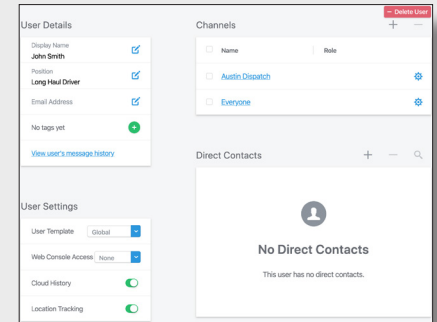 − Delete User
User Details
Display Name
John Smith
Position
Long Haul Driver
Email Address
No tags yet
View user's message history
Channels
Name Role
Austin Dispatch
Everyone
Direct Contacts
No Direct Contacts
This user has no direct contacts.
User Settings
User Template Global
Web Console Access None
Cloud History
Location Tracking